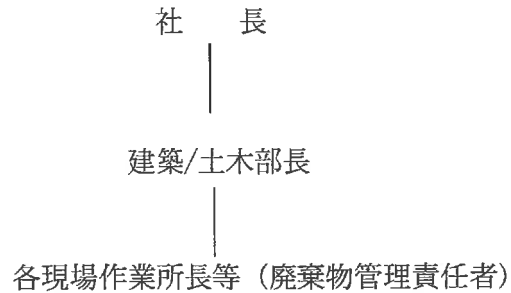 社　　長
建築/土木部長
各現場作業所長等（廃棄物管理責任者）